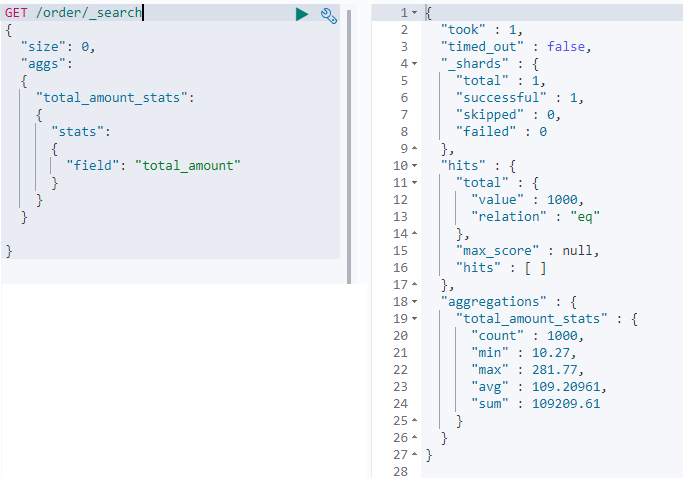 GET /order/_search
{
"size": 0,
"aggs":
{
"total_amount_stats":
{
"stats":
{
"field": "total_amount"
}
}
}
}
1 {
2 "took" : 1,
3 "timed_out" : false,
4 "_shards" : {
5 "total" : 1,
6 "successful" : 1,
7 "skipped" : 0,
8 "failed" : 0
9 },
10 "hits" : {
11 "total" : {
12 "value" : 1000,
13 "relation" : "eq"
14 },
15 "max_score" : null,
16 "hits" : [ ]
17 },
18 "aggregations" : {
19 "total_amount_stats" : {
20 "count" : 1000,
21 "min" : 10.27,
22 "max" : 281.77,
23 "avg" : 109.20961,
24 "sum" : 109209.61
25 }
26 }
27 }
28